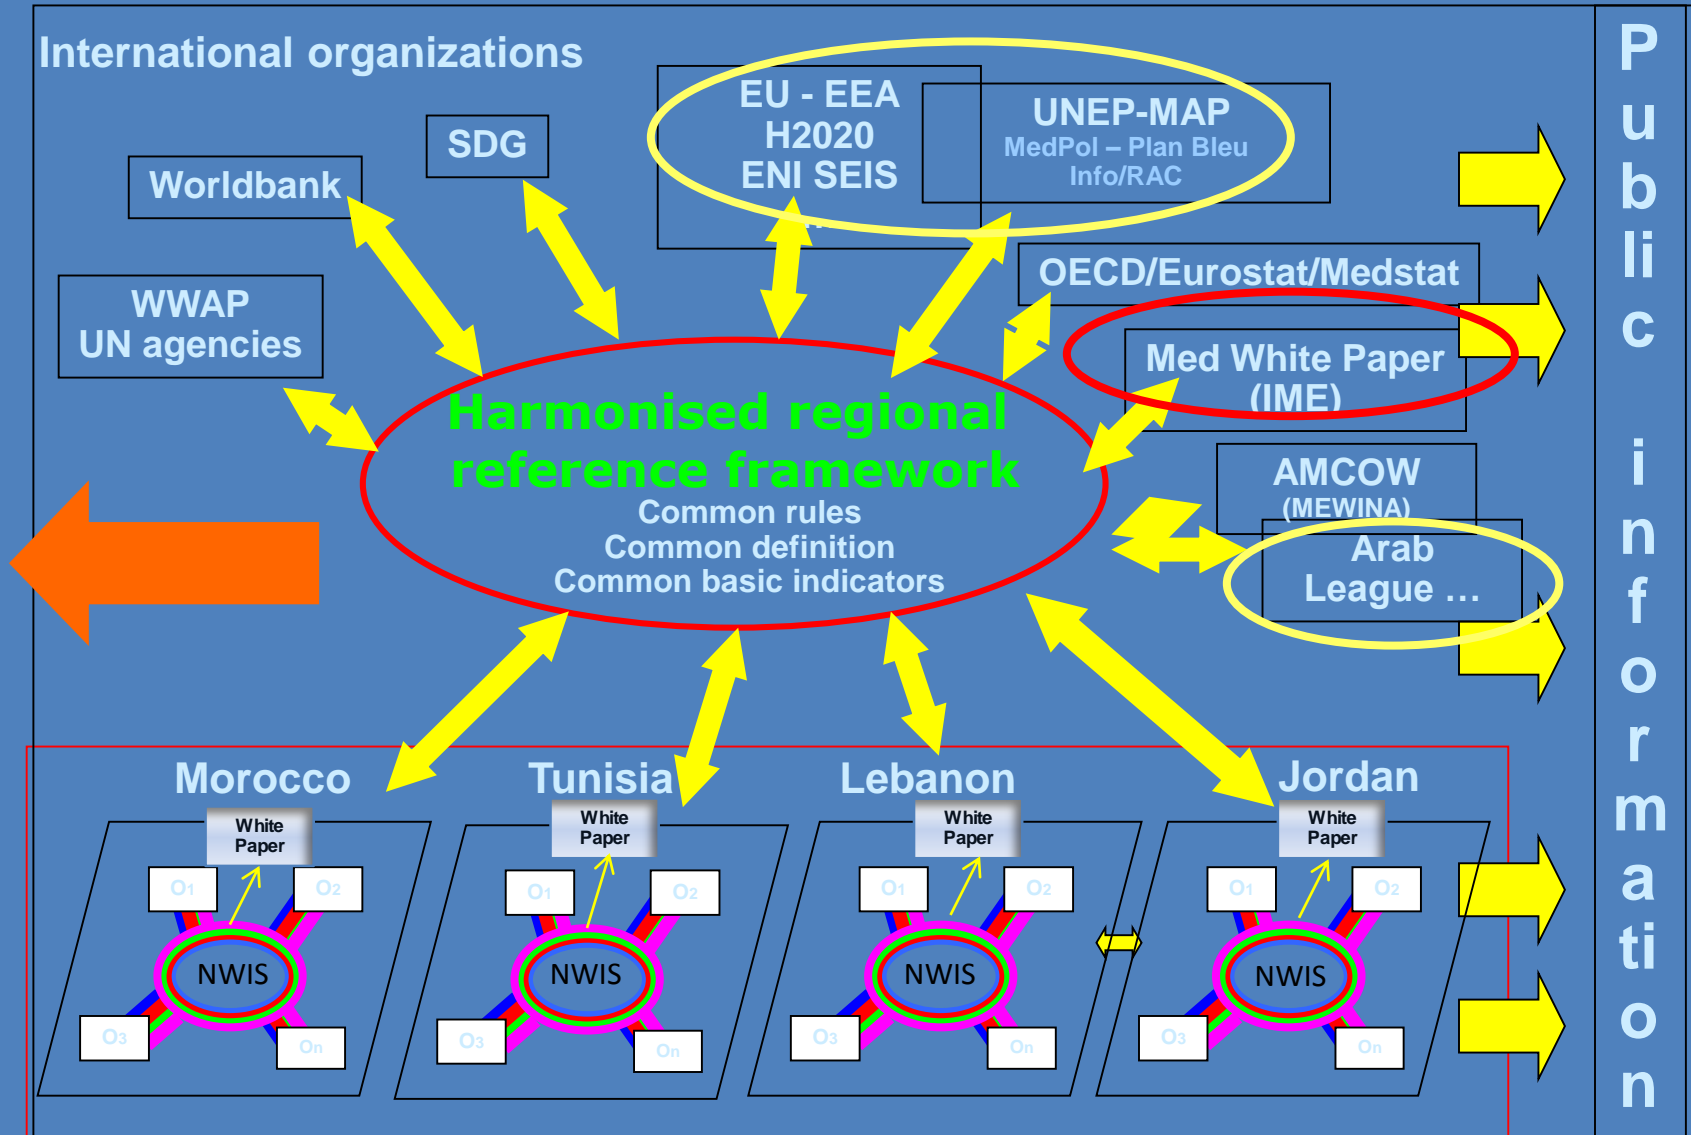 International organizations
EU - EEA
H2020
ENI SEIS
UNEP-MAP
MedPol – Plan Bleu
Info/RAC
SDG
Worldbank
WWAP
UN agencies
OECD/Eurostat/Medstat
Med White Paper
(IME)
AMCOW
(MEWINA)
Arab
League …
Harmonised regional
reference framework
Common rules
Common definition
Common basic indicators
Morocco
White
Paper
O1
O2
NWIS
O3
On
Tunisia
White
Paper
O1
O2
NWIS
O3
On
Lebanon
White
Paper
O1
O2
NWIS
O3
On
Jordan
White
Paper
O1
O2
NWIS
O3
On
P
u
b
li
c
i
n
f
o
r
m
a
ti
o
n